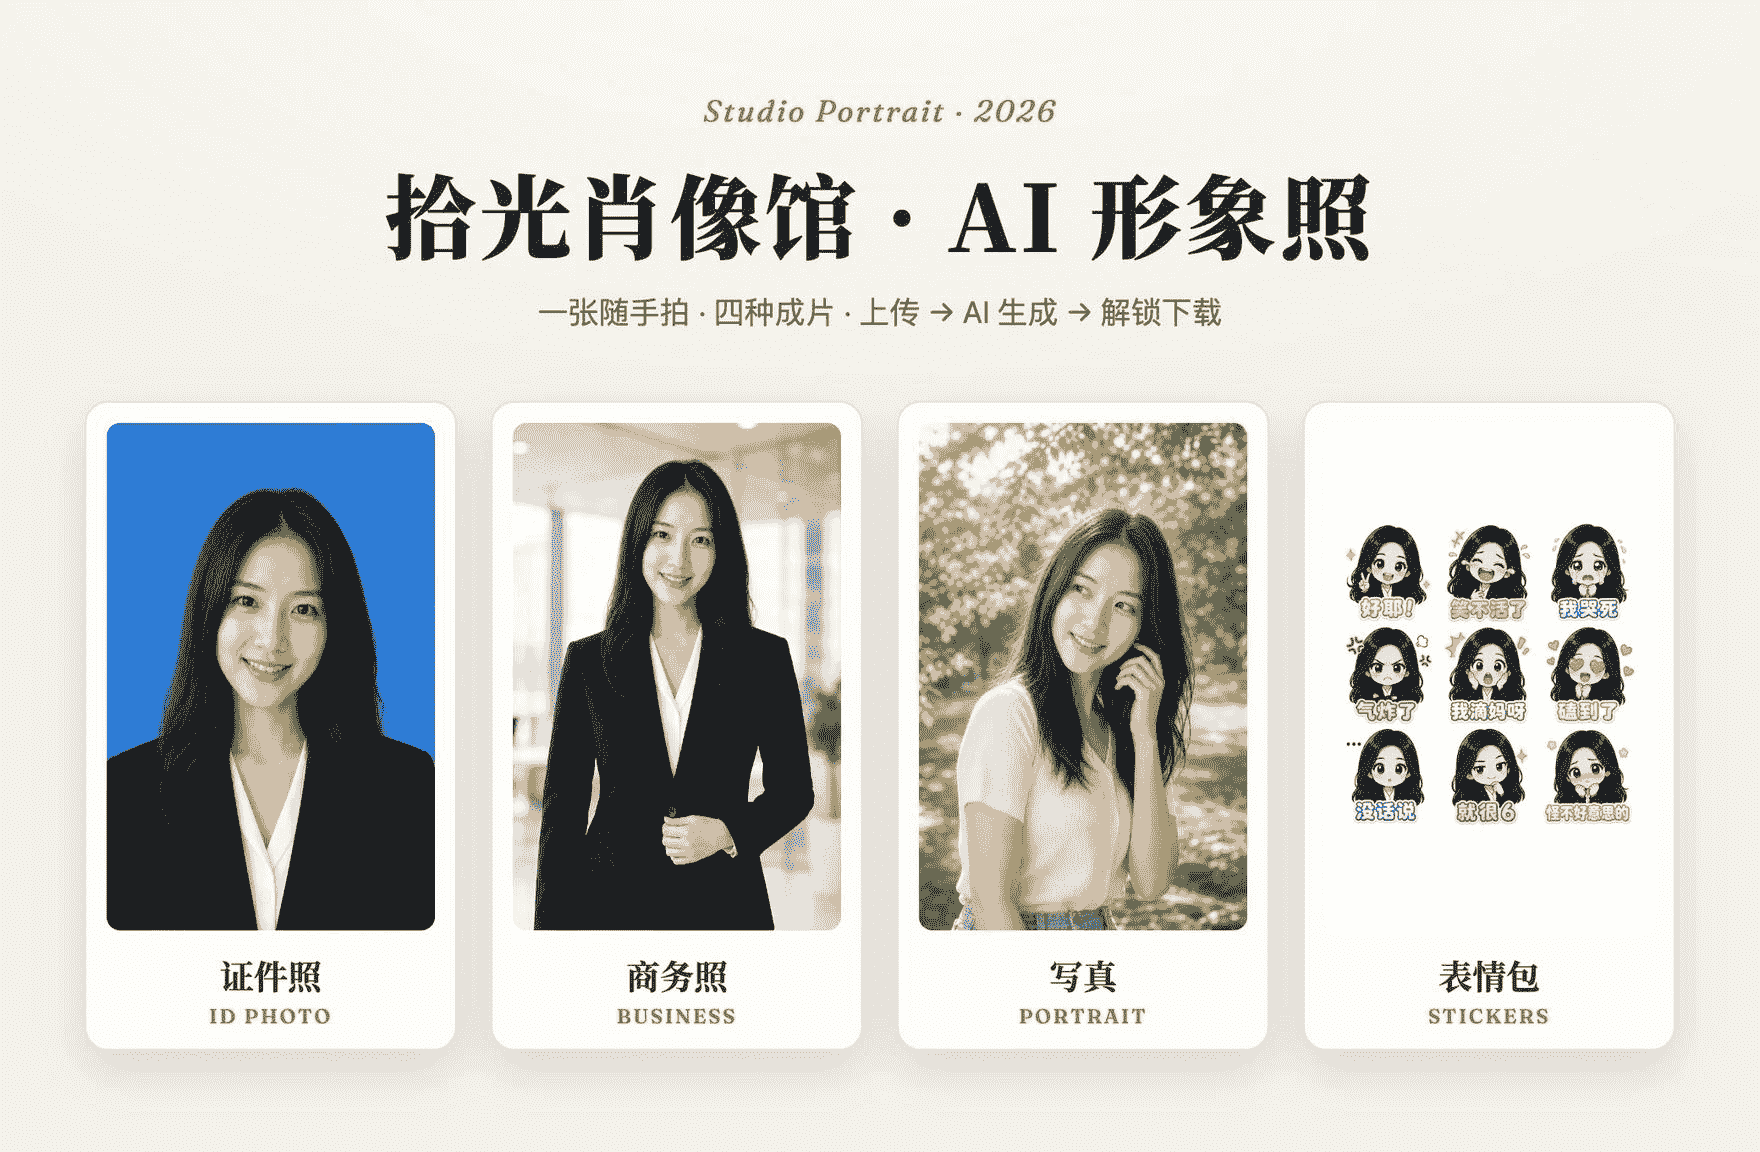 Studio Portrait · 2026
拾光肖像馆 · AI 形象照
一张随手拍 · 四种成片 · 上传 → AI 生成 → 解锁下载
好耶！
笑不活了
我哭死
气炸了
我滴妈呀
磕到了
...
没话说
就很6
怪不好意思的
证件照
ID PHOTO
商务照
BUSINESS
写真
PORTRAIT
表情包
STICKERS